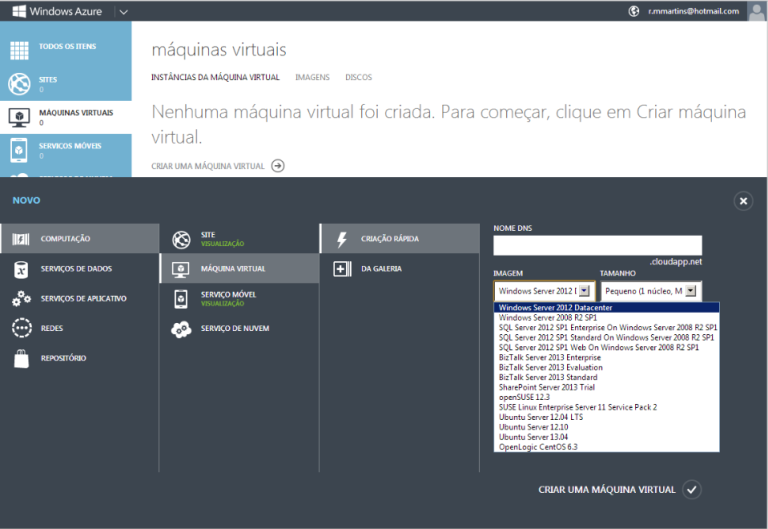 Windows Azure
r.mmartins@hotmail.com
TODOS OS ITENS
SITES
0
MÁQUINAS VIRTUAIS
0
SERVIÇOS MÓVEIS
0
máquinas virtuais
INSTÂNCIAS DA MÁQUINA VIRTUAL IMAGENS DISCOS
Nenhuma máquina virtual foi criada. Para começar, clique em Criar máquina
virtual.
CRIAR UMA MÁQUINA VIRTUAL
NOVO
COMPUTAÇÃO
SERVIÇOS DE DADOS
SERVIÇOS DE APLICATIVO
REDES
REPOSITÓRIO
SITE
VISUALIZAÇÃO
MÁQUINA VIRTUAL
SERVIÇO MÓVEL
VISUALIZAÇÃO
SERVIÇO DE NUVEM
CRIAÇÃO RÁPIDA
DA GALERIA
NOME DNS
.cloudapp.net
IMAGEM TAMANHO
Windows Server 2012 D Pequeno (1 núcleo, M
Windows Server 2012 Datacenter
Windows Server 2008 R2 SP1
SQL Server 2012 SP1 Enterprise On Windows Server 2008 R2 SP1
SQL Server 2012 SP1 Standard On Windows Server 2008 R2 SP1
SQL Server 2012 SP1 Web On Windows Server 2008 R2 SP1
BizTalk Server 2013 Enterprise
BizTalk Server 2013 Evaluation
BizTalk Server 2013 Standard
SharePoint Server 2013 Trial
openSUSE 12.3
SUSE Linux Enterprise Server 11 Service Pack 2
Ubuntu Server 12.04 LTS
Ubuntu Server 12.10
Ubuntu Server 13.04
OpenLogic CentOS 6.3
CRIAR UMA MÁQUINA VIRTUAL